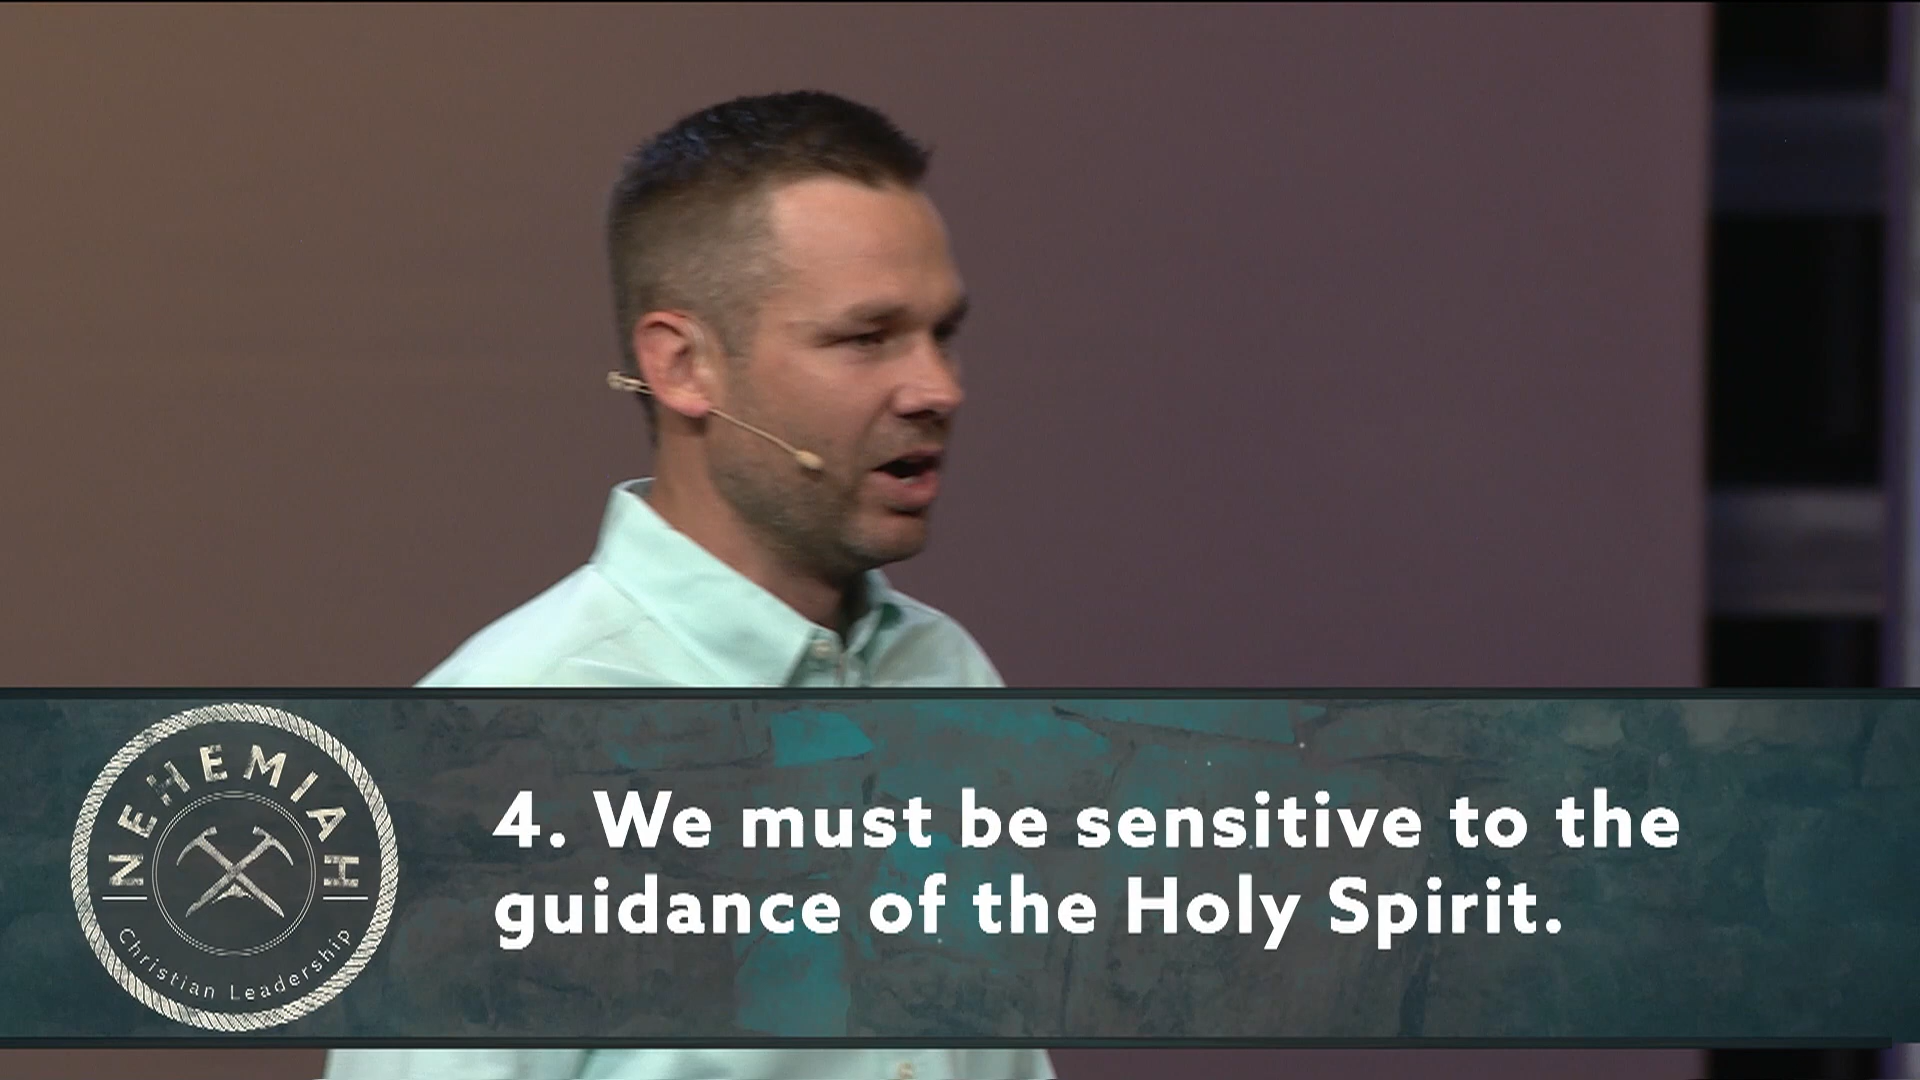 NEHEMIAH
Christian Leadership
4. We must be sensitive to the
guidance of the Holy Spirit.